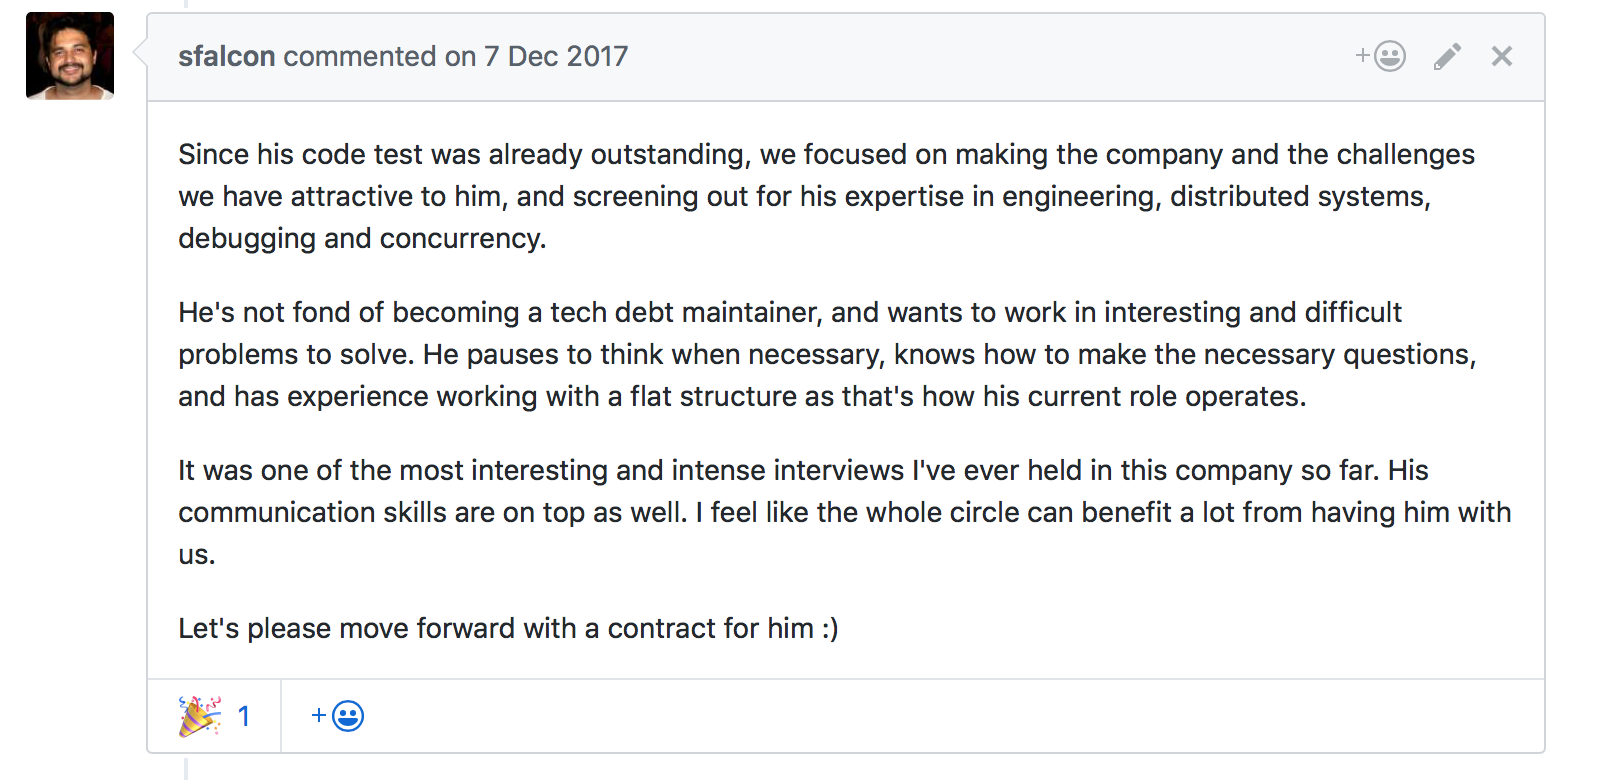 sfalcon commented on 7 Dec 2017
Since his code test was already outstanding, we focused on making the company and the challenges
we have attractive to him, and screening out for his expertise in engineering, distributed systems,
debugging and concurrency.
He's not fond of becoming a tech debt maintainer, and wants to work in interesting and difficult
problems to solve. He pauses to think when necessary, knows how to make the necessary questions,
and has experience working with a flat structure as that's how his current role operates.
It was one of the most interesting and intense interviews I've ever held in this company so far. His
communication skills are on top as well. I feel like the whole circle can benefit a lot from having him with
us.
Let's please move forward with a contract for him :)
1